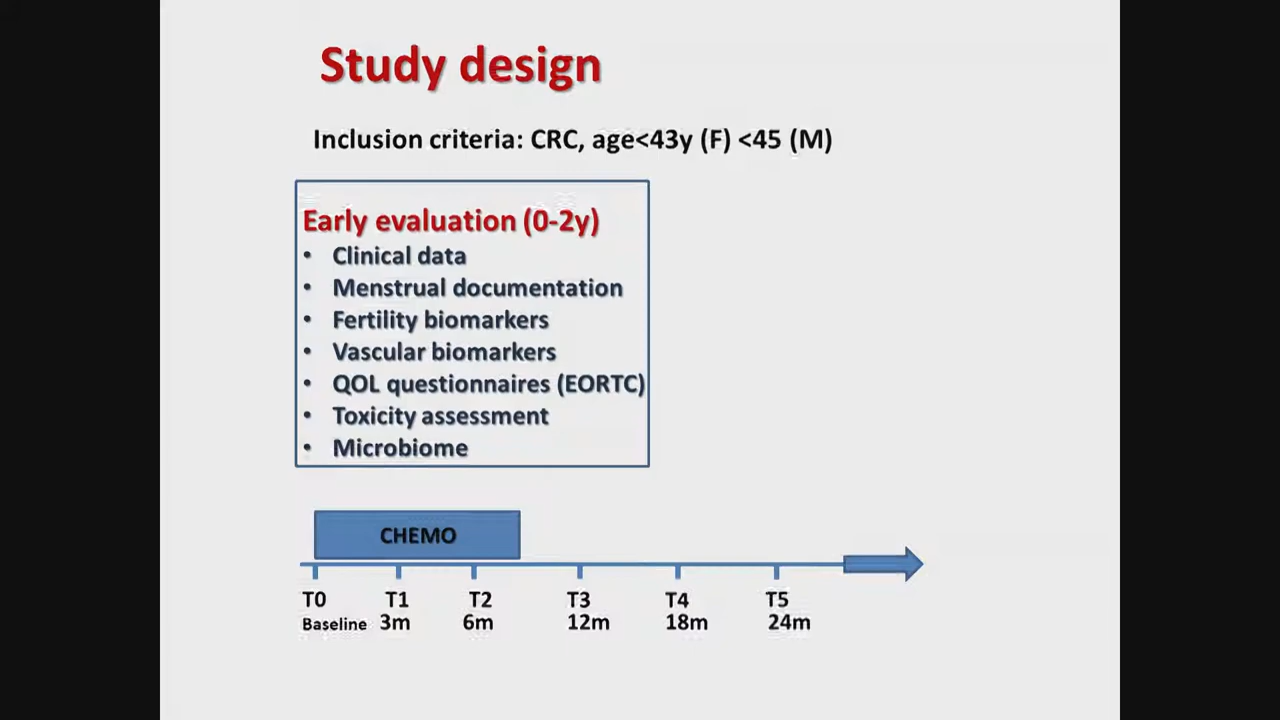 Study design
Inclusion criteria: CRC, age<43y (F) <45 (M)
Early evaluation (0-2y)
• Clinical data
• Menstrual documentation
• Fertility biomarkers
• Vascular biomarkers
• QOL questionnaires (EORTC)
• Toxicity assessment
• Microbiome
CHEMO
T0 T1 T2 T3 T4 T5
Baseline 3m 6m 12m 18m 24m